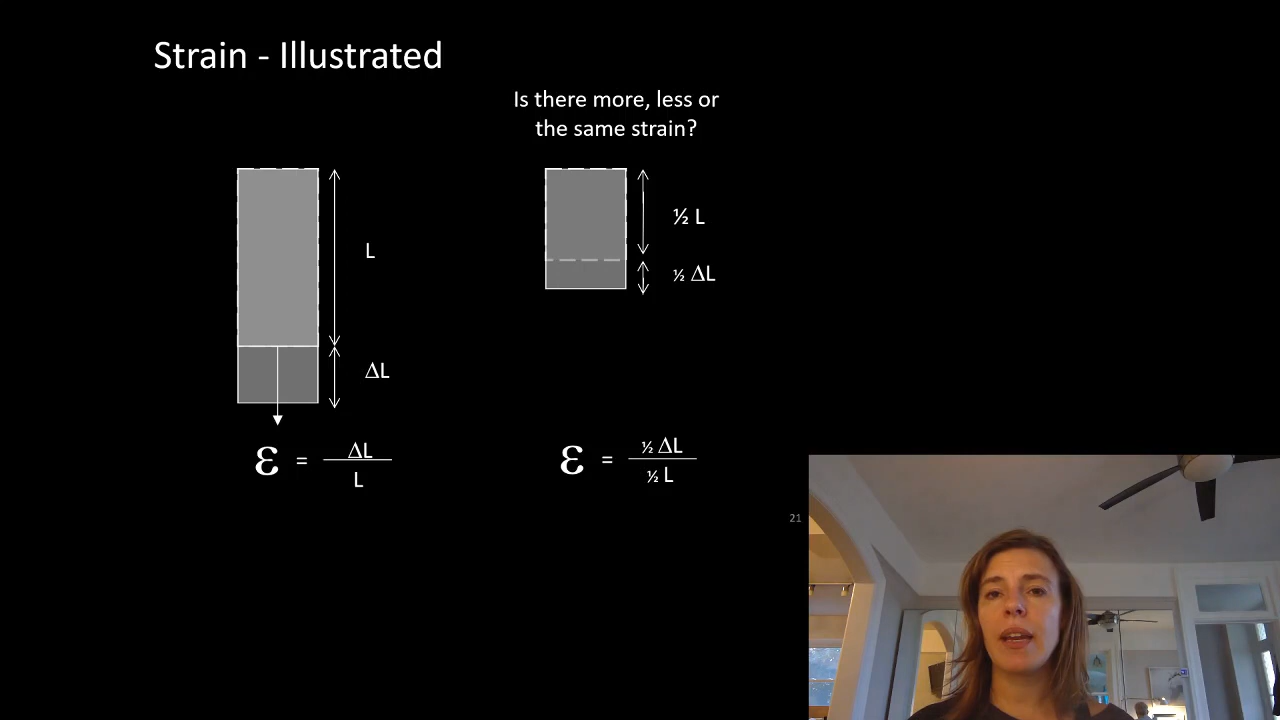 Strain - Illustrated
Is there more, less or
the same strain?
L
½ L
½ ΔL
ΔL
ε = ΔL
L
ε = ½ ΔL
½ L
21